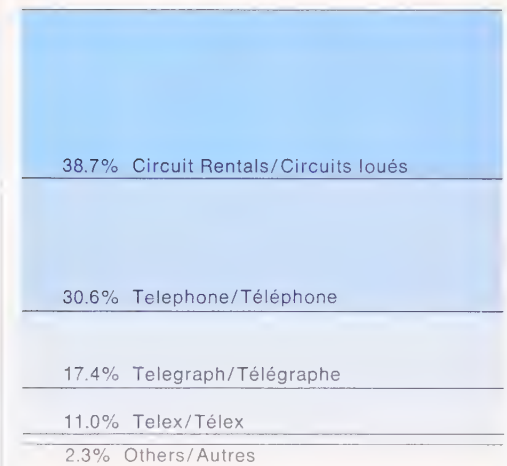 38.7% Circuit Rentals/Circuits loués
30.6% Telephone/Téléphone
17.4% Telegraph/Télégraphe
11.0% Telex/Télex
2.3% Others/Autres